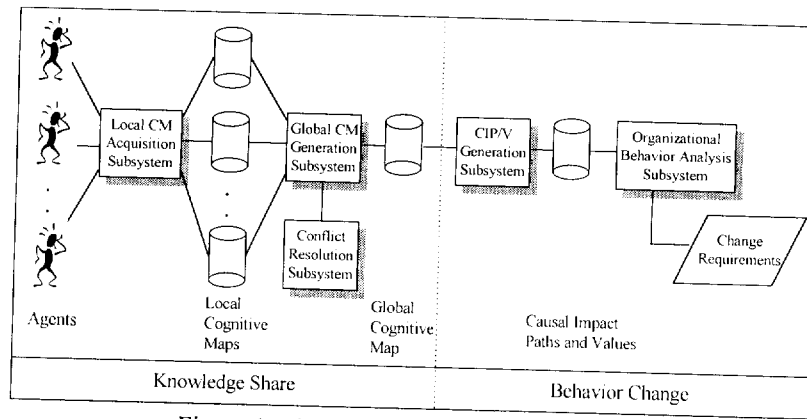 Local CM
Acquisition
Subsystem
Global CM
Generation
Subsystem
CIP/V
Generation
Subsystem
Organizational
Behavior Analysis
Subsystem
Conflict
Resolution
Subsystem
Change
Requirements
Agents
Local
Cognitive
Maps
Global
Cognitive
Map
Causal Impact
Paths and Values
Knowledge Share
Behavior Change